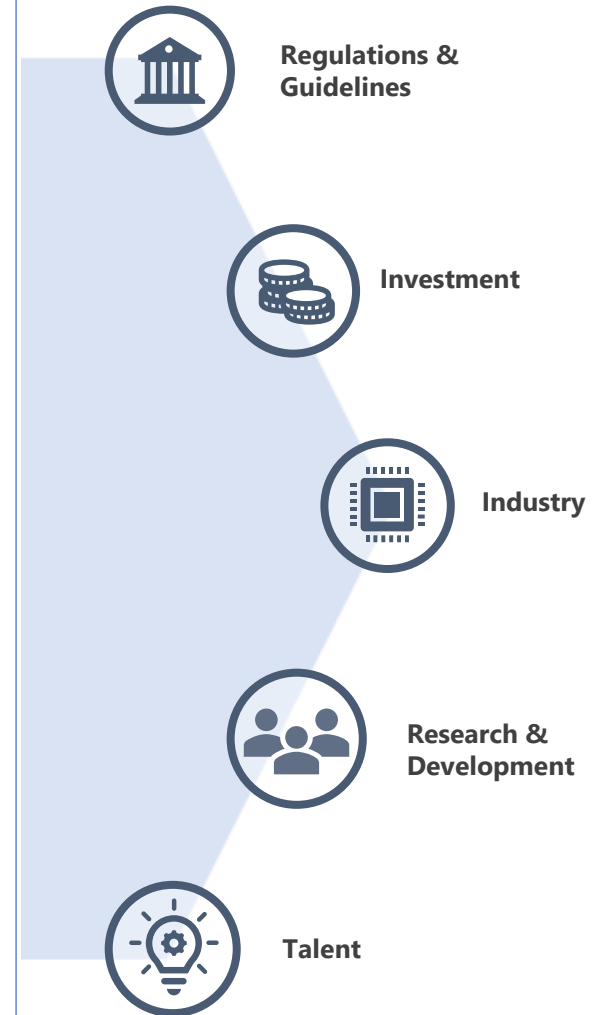 Regulations &
Guidelines
Investment
Industry
Research &
Development
Talent